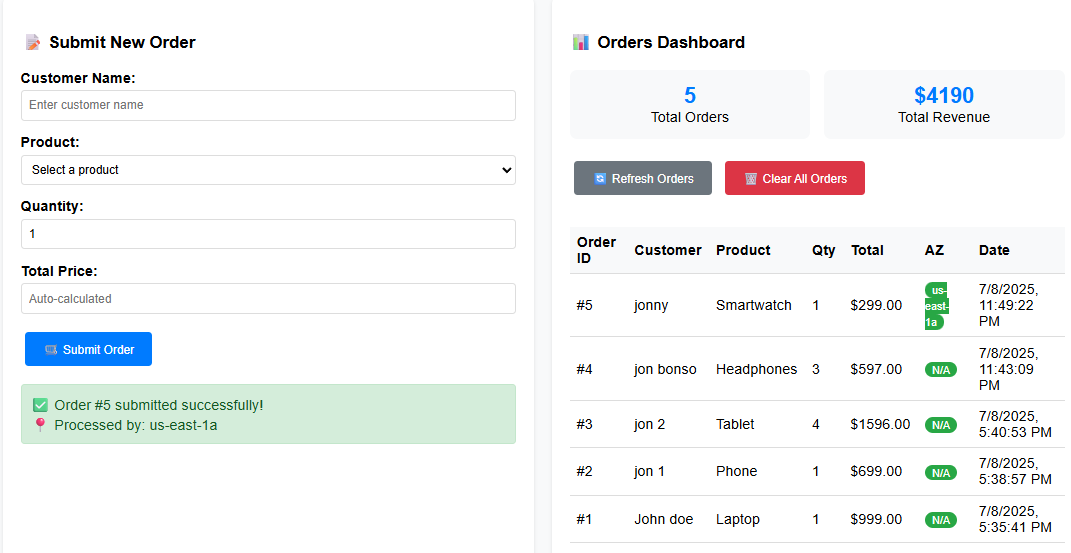 Submit New Order
Customer Name:
Enter customer name
Product:
Select a product
Quantity:
1
Total Price:
Auto-calculated
Submit Order
Order #5 submitted successfully!
Processed by: us-east-1a
Orders Dashboard
5
Total Orders
$4190
Total Revenue
Refresh Orders
Clear All Orders
Order ID Customer Product Qty Total AZ Date
#5 jonny Smartwatch 1 $299.00 us-east-1a 7/8/2025, 11:49:22 PM
#4 jon bonso Headphones 3 $597.00 N/A 7/8/2025, 11:43:09 PM
#3 jon 2 Tablet 4 $1596.00 N/A 7/8/2025, 5:40:53 PM
#2 jon 1 Phone 1 $699.00 N/A 7/8/2025, 5:38:57 PM
#1 John doe Laptop 1 $999.00 N/A 7/8/2025, 5:35:41 PM